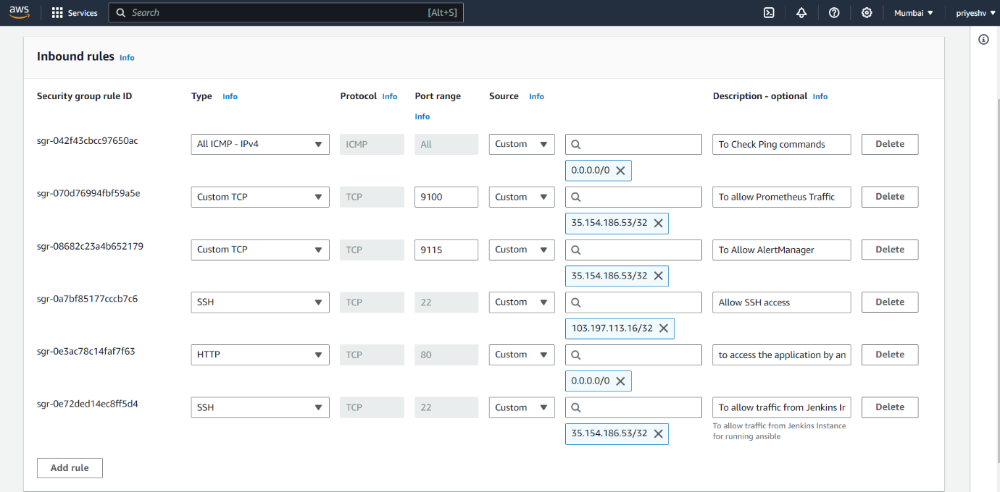 aws Services Search [Alt+S] Mumbai priyeshv
Inbound rules Info
Security group rule ID Type Info Protocol Info Port range Source Info Description - optional Info
Info
sgr-042f43cbcc97650ac All ICMP - IPv4 ICMP All Custom To Check Ping commands Delete
0.0.0.0/0
sgr-070d76994fbf59a5e Custom TCP TCP 9100 Custom To allow Prometheus Traffic Delete
35.154.186.53/32
sgr-08682c23a4b652179 Custom TCP TCP 9115 Custom To Allow AlertManager Delete
35.154.186.53/32
sgr-0a7bf85177cccb7c6 SSH TCP 22 Custom Allow SSH access Delete
103.197.113.16/32
sgr-0e3ac78c14faf7f63 HTTP TCP 80 Custom to access the application by an Delete
0.0.0.0/0
sgr-0e72ded14ec8ff5d4 SSH TCP 22 Custom To allow traffic from Jenkins Ir Delete
35.154.186.53/32 To allow traffic from Jenkins Instance
for running ansible
Add rule